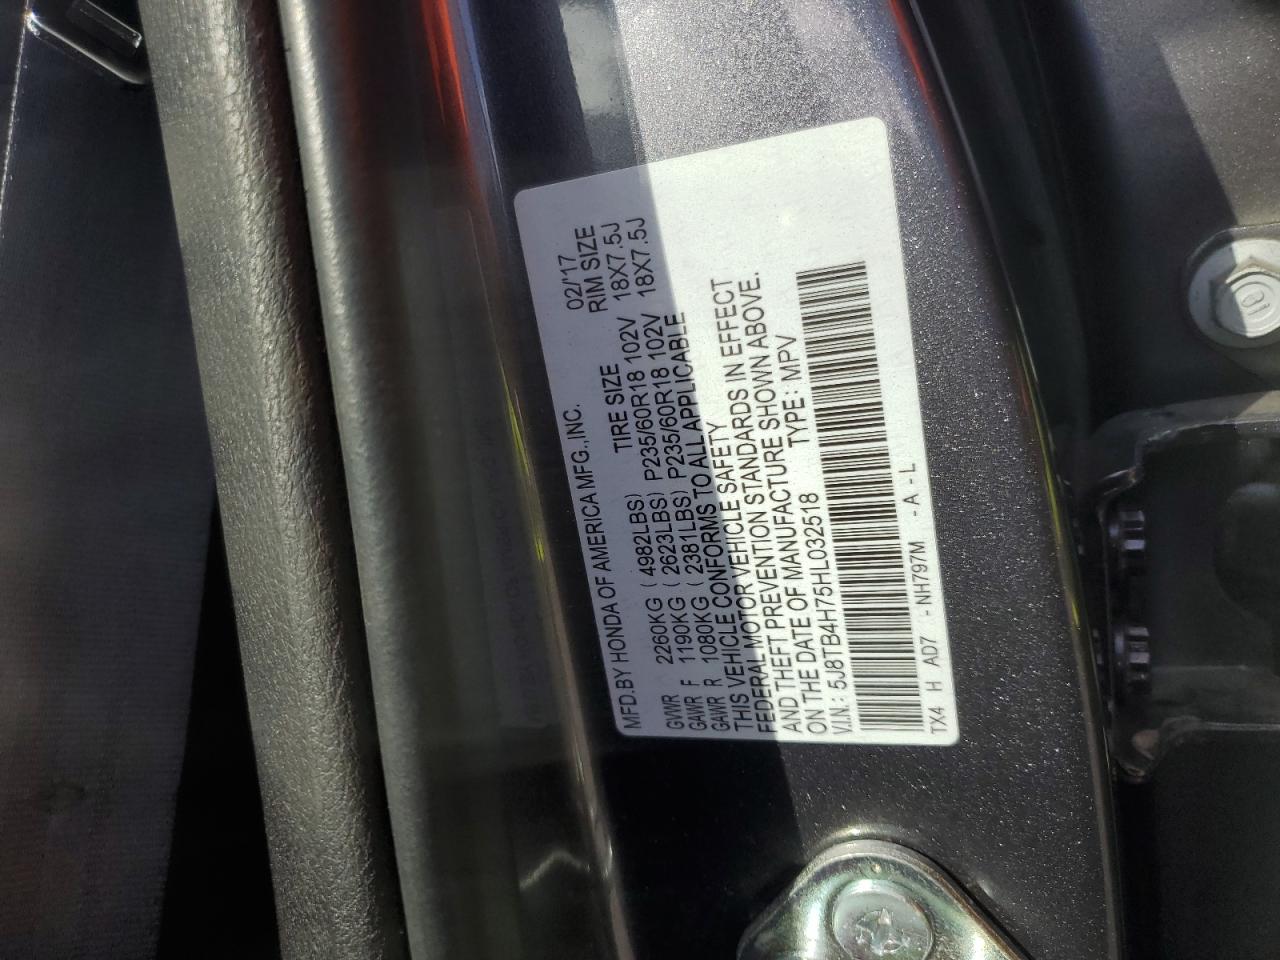 MFD.BY HONDA OF AMERICA MFG.,INC. 02/'17
TIRE SIZE RIM SIZE
GVWR 2260KG ( 4982LBS)
GAWR F 1190KG ( 2623LBS) P235/60R18 102V 18X7.5J
GAWR R 1080KG ( 2381LBS) P235/60R18 102V 18X7.5J
THIS VEHICLE CONFORMS TO ALL APPLICABLE
FEDERAL MOTOR VEHICLE SAFETY
AND THEFT PREVENTION STANDARDS IN EFFECT
ON THE DATE OF MANUFACTURE SHOWN ABOVE.
V.I.N.: 5J8TB4H75HL032518 TYPE: MPV
TX4 H AD7 - NH797M - A - L